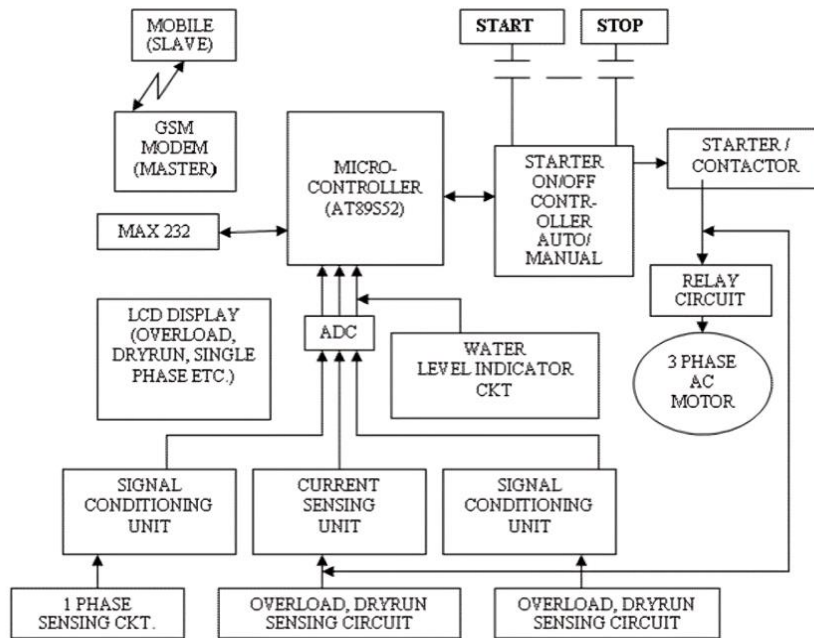 MOBILE
(SLAVE)
START
STOP
GSM
MODEM
(MASTER)
MICRO-
CONTROLLER
(AT89S52)
STARTER
ON/OFF
CONTR-
OLLER
AUTO/
MANUAL
STARTER /
CONTACTOR
MAX 232
RELAY
CIRCUIT
LCD DISPLAY
(OVERLOAD,
DRYRUN, SINGLE
PHASE ETC.)
ADC
WATER
LEVEL INDICATOR
CKT
3 PHASE
AC
MOTOR
SIGNAL
CONDITIONING
UNIT
CURRENT
SENSING
UNIT
SIGNAL
CONDITIONING
UNIT
1 PHASE
SENSING CKT.
OVERLOAD, DRYRUN
SENSING CIRCUIT
OVERLOAD, DRYRUN
SENSING CIRCUIT